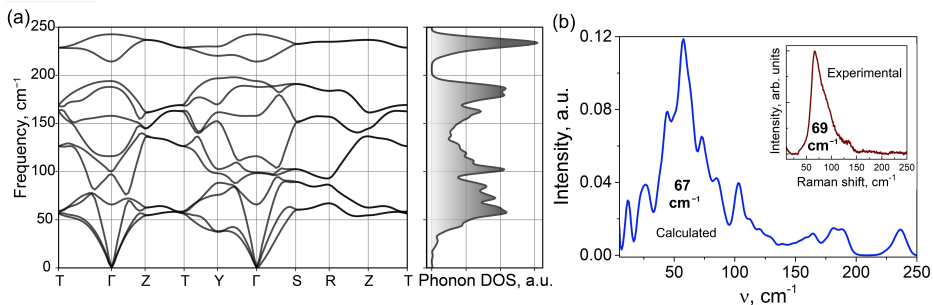 (a)
250
200
150
100
50
0
Frequency, cm⁻¹
T Γ Z T Y Γ S R Z T
Phonon DOS, a.u.
(b)
0.12
0.08
0.04
0.00
Intensity, a.u.
67
cm⁻¹
Calculated
50 100 150 200 250
ν, cm⁻¹
Intensity, arb. units
Experimental
69
cm⁻¹
50 100 150 200 250
Raman shift, cm⁻¹